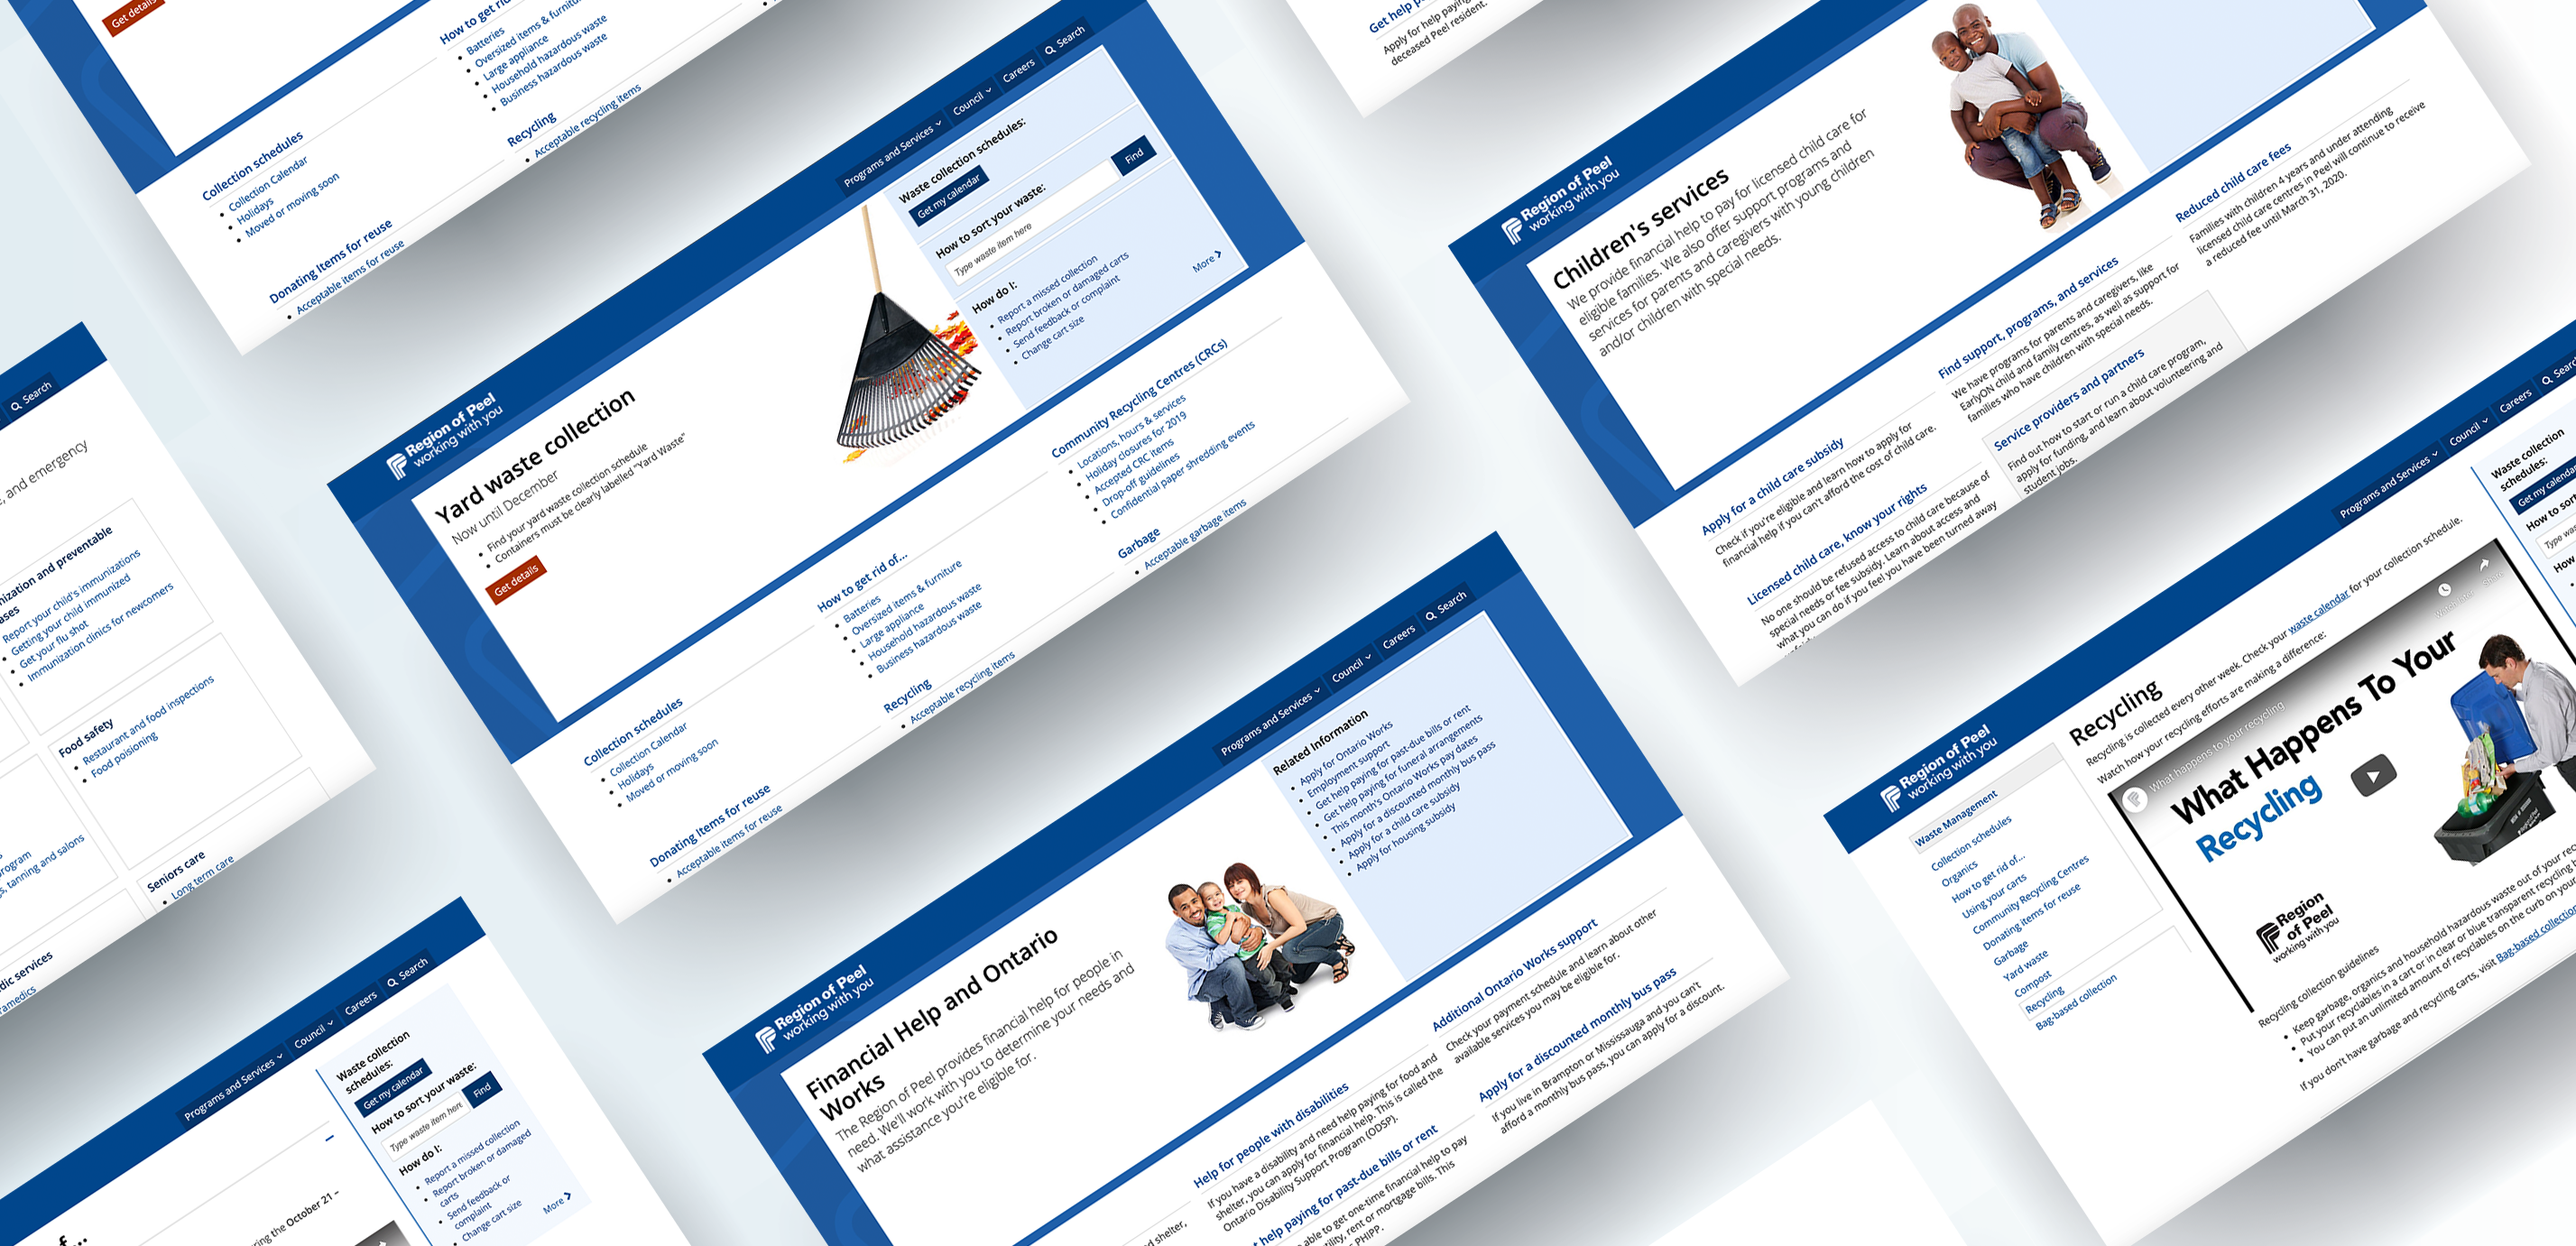 Get details
Collection schedules
Collection Calendar
Holidays
Moved or moving soon
Donating Items for reuse
Acceptable items for reuse
How to get rid of
Batteries
Oversized items & furniture
Large appliance
Household hazardous waste
Business hazardous waste
Recycling
Acceptable recycling items
Get help
Apply for help paying
deceased Peel resident.
Search
, and emergency
nization and preventable
ases
Report your child's immunizations
Getting your child immunized
Get your flu shot
Immunization clinics for newcomers
Food safety
Restaurant and food inspections
Food poisioning
rogram
s, tanning and salons
Seniors care
Long term care
dic services
ramedics
Region of Peel
working with you
Programs and Services
Council
Careers
Search
Yard waste collection
Now until December
Find your yard waste collection schedule
Containers must be clearly labelled "Yard Waste"
Get details
Waste collection schedules:
Get my calendar
How to sort your waste:
Type waste item here
Find
How do I:
Report a missed collection
Report broken or damaged carts
Send feedback or complaint
Change cart size
More
Collection schedules
Collection Calendar
Holidays
Moved or moving soon
Donating Items for reuse
Acceptable items for reuse
How to get rid of...
Batteries
Oversized items & furniture
Large appliance
Household hazardous waste
Business hazardous waste
Recycling
Acceptable recycling items
Community Recycling Centres (CRCs)
Locations, hours & services
Holiday closures for 2019
Accepted CRC items
Drop-off guidelines
Confidential paper shredding events
Garbage
Acceptable garbage items
Region of Peel
working with you
Children's services
We provide financial help to pay for licensed child care for
eligible families. We also offer support programs and
services for parents and caregivers with young children
and/or children with special needs.
Apply for a child care subsidy
Check if you're eligible and learn how to apply for
financial help if you can't afford the cost of child care.
Licensed child care, know your rights
No one should be refused access to child care because of
special needs or fee subsidy. Learn about access and
what you can do if you feel you have been turned away
Find support, programs, and services
We have programs for parents and caregivers, like
EarlyON child and family centres, as well as support for
families who have children with special needs.
Service providers and partners
Find out how to start or run a child care program,
apply for funding, and learn about volunteering and
student jobs.
Reduced child care fees
Families with children 4 years and under attending
licensed child care centres in Peel will continue to receive
a reduced fee until March 31, 2020.
Programs and Services
Council
Careers
Search
Waste collection
schedules:
Get my calendar
How to sort your waste:
Type waste item here
Find
How do I:
Report a missed collection
Report broken or damaged
carts
Send feedback or
complaint
Change cart size
More
ring the October 21 –
f...
Region of Peel
working with you
Programs and Services
Council
Careers
Search
Financial Help and Ontario
Works
The Region of Peel provides financial help for people in
need. We'll work with you to determine your needs and
what assistance you're eligible for.
Related Information
Apply for Ontario Works
Employment support
Get help paying for past-due bills or rent
Get help paying for funeral arrangements
This month's Ontario Works pay dates
Apply for a discounted monthly bus pass
Apply for a child care subsidy
Apply for housing subsidy
d shelter,
Help for people with disabilities
If you have a disability and need help paying for food and
shelter, you can apply for financial help. This is called the
Ontario Disability Support Program (ODSP).
t help paying for past-due bills or rent
able to get one-time financial help to pay
tility, rent or mortgage bills. This
PHIPP.
Additional Ontario Works support
Check your payment schedule and learn about other
available services you may be eligible for.
Apply for a discounted monthly bus pass
If you live in Brampton or Mississauga and you can't
afford a monthly bus pass, you can apply for a discount.
Region of Peel
working with you
Programs and Services
Council
Careers
Search
Waste Management
Collection schedules
Organics
How to get rid of...
Using your carts
Community Recycling Centres
Donating items for reuse
Garbage
Yard waste
Compost
Recycling
Bag-based collection
Recycling
Recycling is collected every other week. Check your waste calendar for your collection schedule.
Watch how your recycling efforts are making a difference:
What happens to your recycling
Share
What Happens To Your
Recycling
Region
of Peel
working with you
Recycling collection guidelines
Keep garbage, organics and household hazardous waste out of your rec
Put your recyclables in a cart or in clear or blue transparent recycling b
You can put an unlimited amount of recyclables on the curb on your
If you don't have garbage and recycling carts, visit Bag-based collection
Waste collection
schedules:
Get my calenda
How to sor
Type was
How